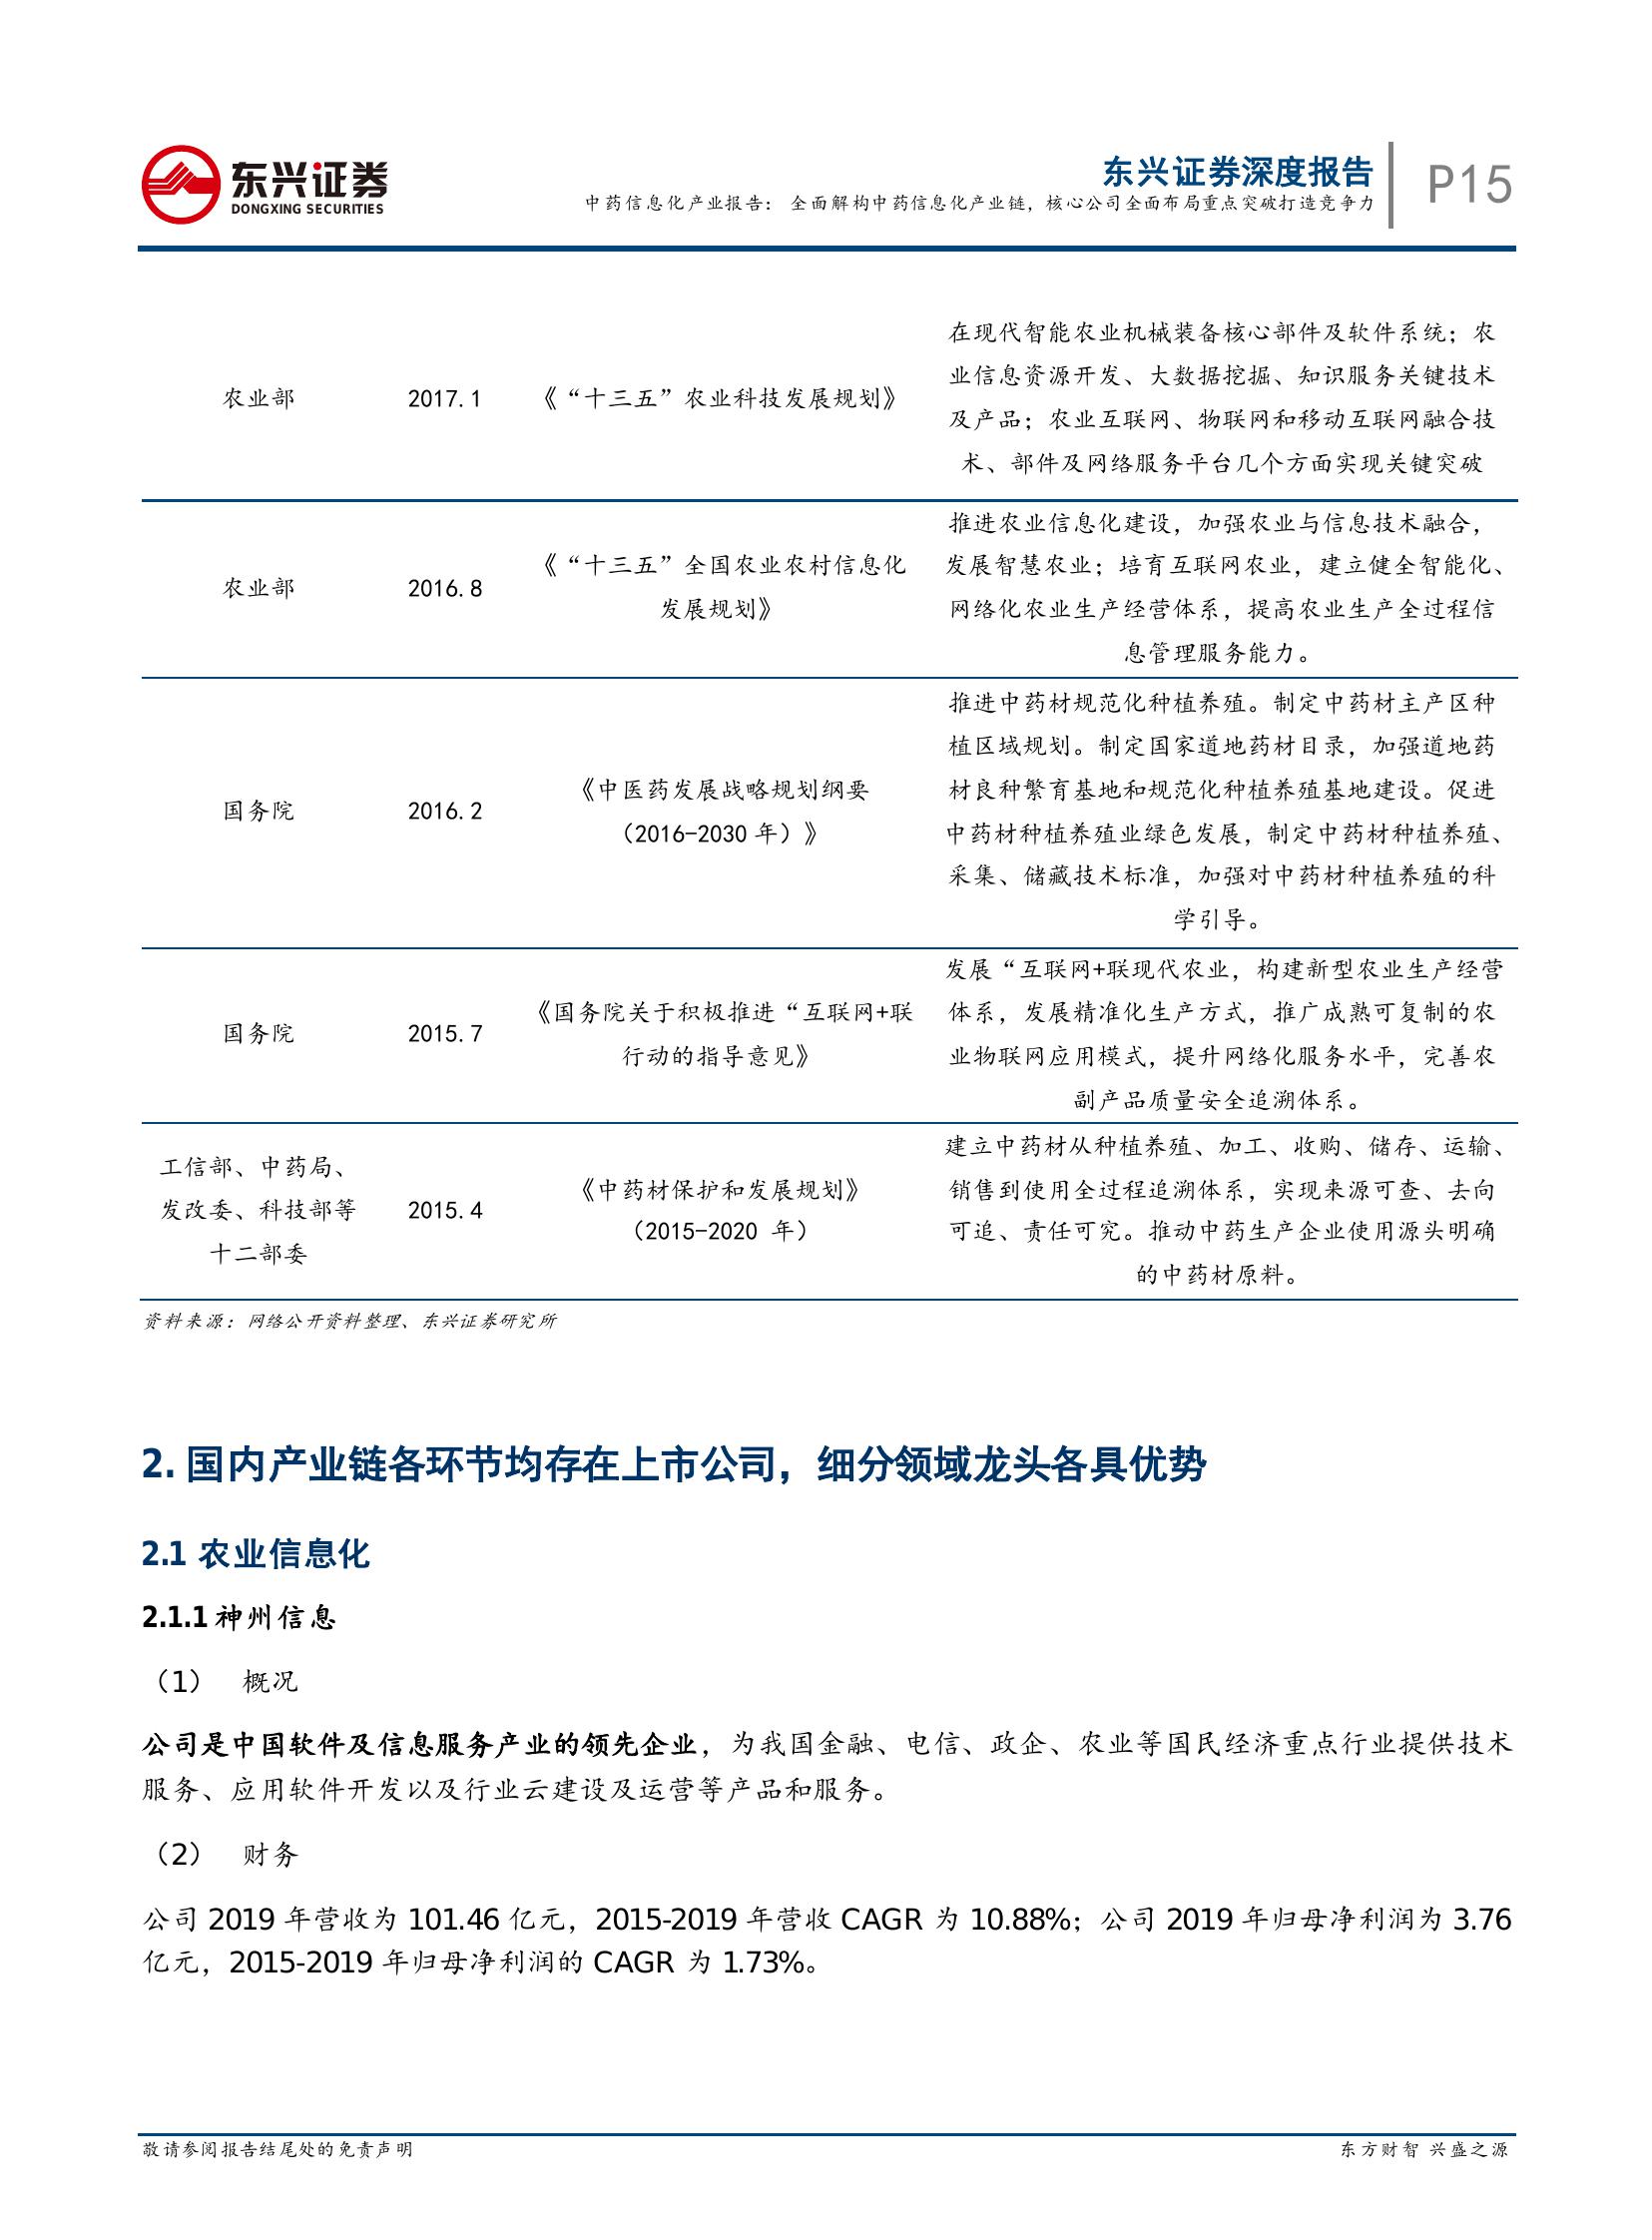 东兴证券
DONGXING SECURITIES
东兴证券深度报告
中药信息化产业报告：全面解构中药信息化产业链，核心公司全面布局重点突破打造竞争力
P15
农业部
2017.1
《“十三五”农业科技发展规划》
在现代智能农业机械装备核心部件及软件系统；农
业信息资源开发、大数据挖掘、知识服务关键技术
及产品；农业互联网、物联网和移动互联网融合技
术、部件及网络服务平台几个方面实现关键突破
农业部
2016.8
《“十三五”全国农业农村信息化
发展规划》
推进农业信息化建设，加强农业与信息技术融合，
发展智慧农业；培育互联网农业，建立健全智能化、
网络化农业生产经营体系，提高农业生产全过程信
息管理服务能力。
国务院
2016.2
《中医药发展战略规划纲要
（2016-2030 年）》
推进中药材规范化种植养殖。制定中药材主产区种
植区域规划。制定国家道地药材目录，加强道地药
材良种繁育基地和规范化种植养殖基地建设。促进
中药材种植养殖业绿色发展，制定中药材种植养殖、
采集、储藏技术标准，加强对中药材种植养殖的科
学引导。
国务院
2015.7
《国务院关于积极推进“互联网+联
行动的指导意见》
发展“互联网+联现代农业，构建新型农业生产经营
体系，发展精准化生产方式，推广成熟可复制的农
业物联网应用模式，提升网络化服务水平，完善农
副产品质量安全追溯体系。
工信部、中药局、
发改委、科技部等
十二部委
2015.4
《中药材保护和发展规划》
（2015-2020 年）
建立中药材从种植养殖、加工、收购、储存、运输、
销售到使用全过程追溯体系，实现来源可查、去向
可追、责任可究。推动中药生产企业使用源头明确
的中药材原料。
资料来源：网络公开资料整理、东兴证券研究所
2. 国内产业链各环节均存在上市公司，细分领域龙头各具优势
2.1 农业信息化
2.1.1 神州信息
（1） 概况
公司是中国软件及信息服务产业的领先企业，为我国金融、电信、政企、农业等国民经济重点行业提供技术
服务、应用软件开发以及行业云建设及运营等产品和服务。
（2） 财务
公司 2019 年营收为 101.46 亿元，2015-2019 年营收 CAGR 为 10.88%；公司 2019 年归母净利润为 3.76
亿元，2015-2019 年归母净利润的 CAGR 为 1.73%。
敬请参阅报告结尾处的免责声明
东方财智 兴盛之源